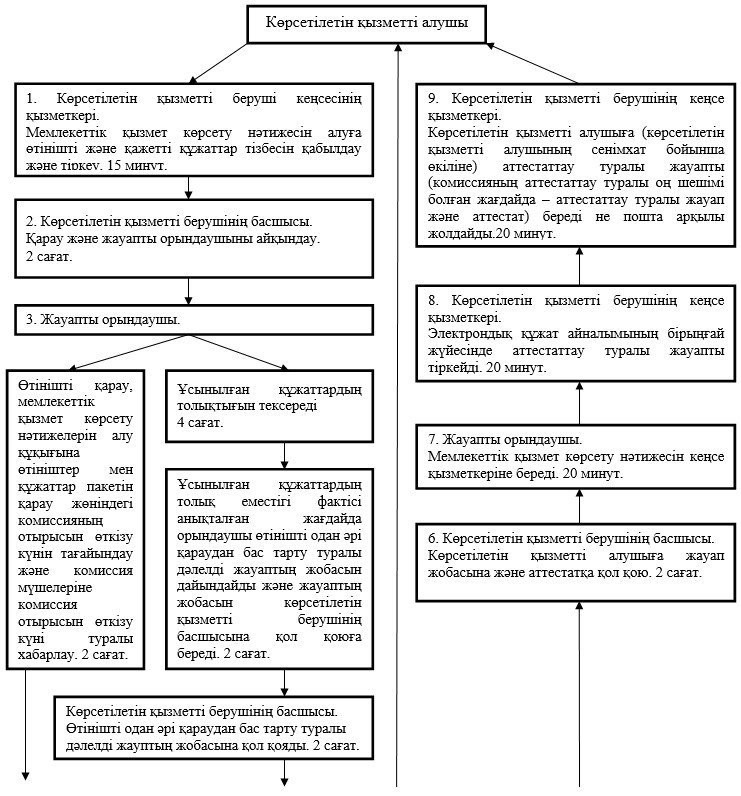 Көрсетілетін қызметті алушы
1. Көрсетілетін қызметті беруші кеңсесінің
қызметкері.
Мемлекеттік қызмет көрсету нәтижесін алуға
өтінішті және қажетті құжаттар тізбесін қабылдау
және тіркеу. 15 минут.
2. Көрсетілетін қызметті берушінің басшысы.
Қарау және жауапты орындаушыны айқындау.
2 сағат.
3. Жауапты орындаушы.
Өтінішті қарау,
мемлекеттік
қызмет көрсету
нәтижелерін алу
құқығына
өтініштер мен
құжаттар пакетін
қарау жөніндегі
комиссияның
отырысын өткізу
күнін тағайындау
және комиссия
мүшелеріне
комиссия
отырысын өткізу
күні туралы
хабарлау. 2 сағат.
Ұсынылған құжаттардың
толықтығын тексереді
4 сағат.
Ұсынылған құжаттардың
толық еместігі фактісі
анықталған жағдайда
орындаушы өтінішті одан әрі
қараудан бас тарту туралы
дәлелді жауаптың жобасын
дайындайды және жауаптың
жобасын көрсетілетін
қызметті берушінің
басшысына қол қоюға
береді. 2 сағат.
Көрсетілетін қызметті берушінің басшысы.
Өтінішті одан әрі қараудан бас тарту туралы
дәлелді жауптың жобасына қол қояды. 2 сағат.
9. Көрсетілетін қызметті берушінің кеңсе
қызметкері.
Көрсетілетін қызметті алушыға (көрсетілетін
қызметті алушының сенімхат бойынша
өкіліне) аттестаттау туралы жауапты
(комиссияның аттестаттау туралы оң шешімі
болған жағдайда – аттестаттау туралы жауап
және аттестат) береді не пошта арқылы
жолдайды.20 минут.
8. Көрсетілетін қызметті берушінің кеңсе
қызметкері.
Электрондық құжат айналымының бірыңғай
жүйесінде аттестаттау туралы жауапты
тіркейді. 20 минут.
7. Жауапты орындаушы.
Мемлекеттік қызмет көрсету нәтижесін кеңсе
қызметкеріне береді. 20 минут.
6. Көрсетілетін қызметті берушінің басшысы.
Көрсетілетін қызметті алушыға жауап
жобасына және аттестатқа қол қою. 2 сағат.